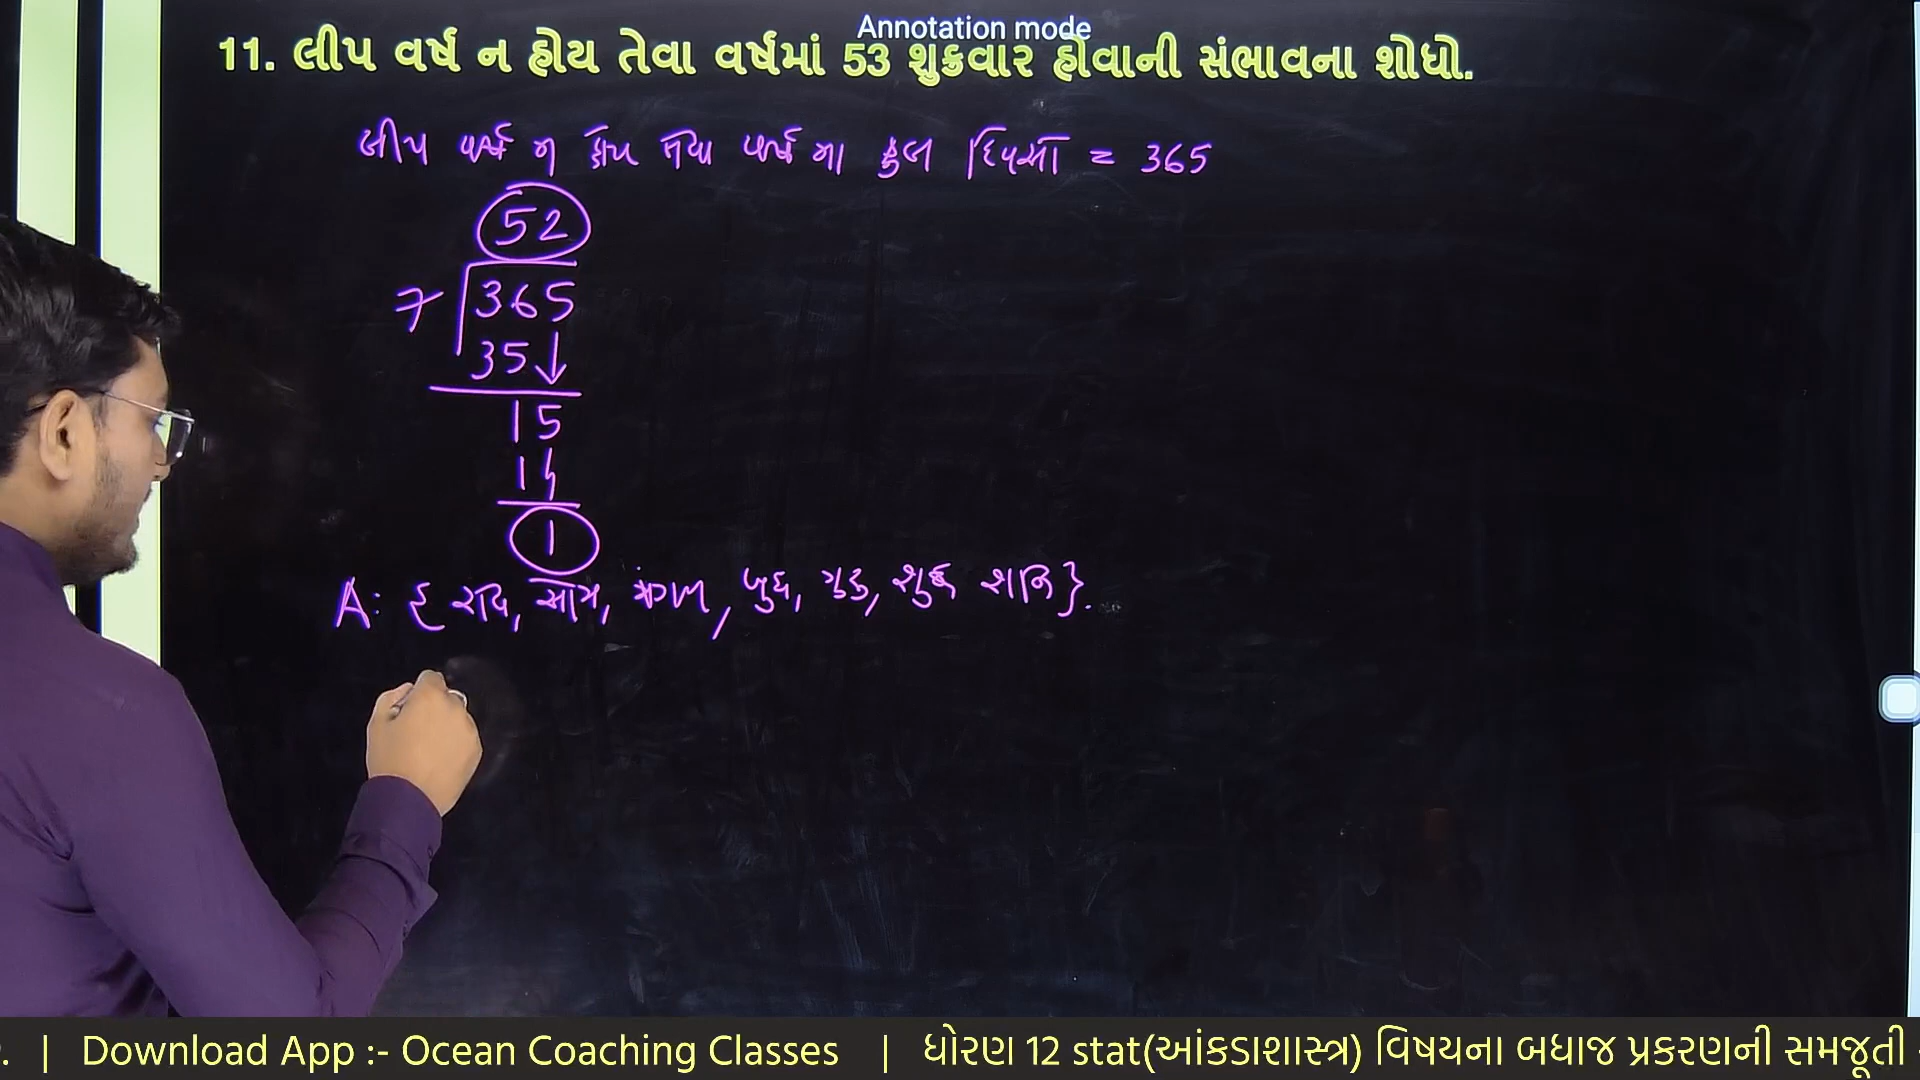 Annotation mode
11. લીપ વર્ષ ન હોય તેવા વર્ષમાં 53 શુક્રવાર હોવાની સંભાવના શોધો.
લીપ વર્ષ ન હોય તેવા વર્ષ ના કુલ દિવસો = 365
52
7 365
35↓
15
14
1
A: { રવિ, સોમ, મંગળ, બુધ, ગુરુ, શુક્ર શનિ}.
. | Download App :- Ocean Coaching Classes | ધોરણ 12 stat(આંકડાશાસ્ત્ર) વિષયના બધાજ પ્રકરણની સમજૂતી